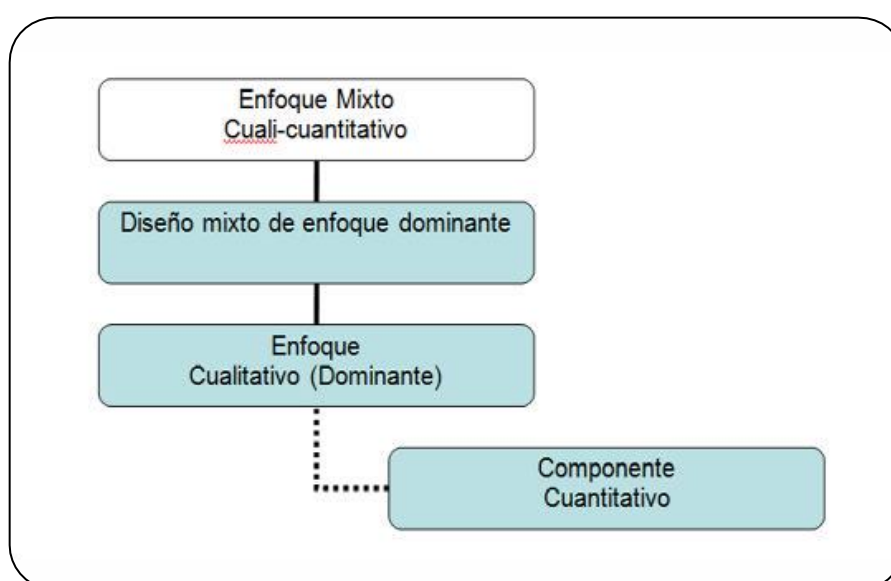 Enfoque Mixto
Cuali-cuantitativo
Diseño mixto de enfoque dominante
Enfoque
Cualitativo (Dominante)
Componente
Cuantitativo